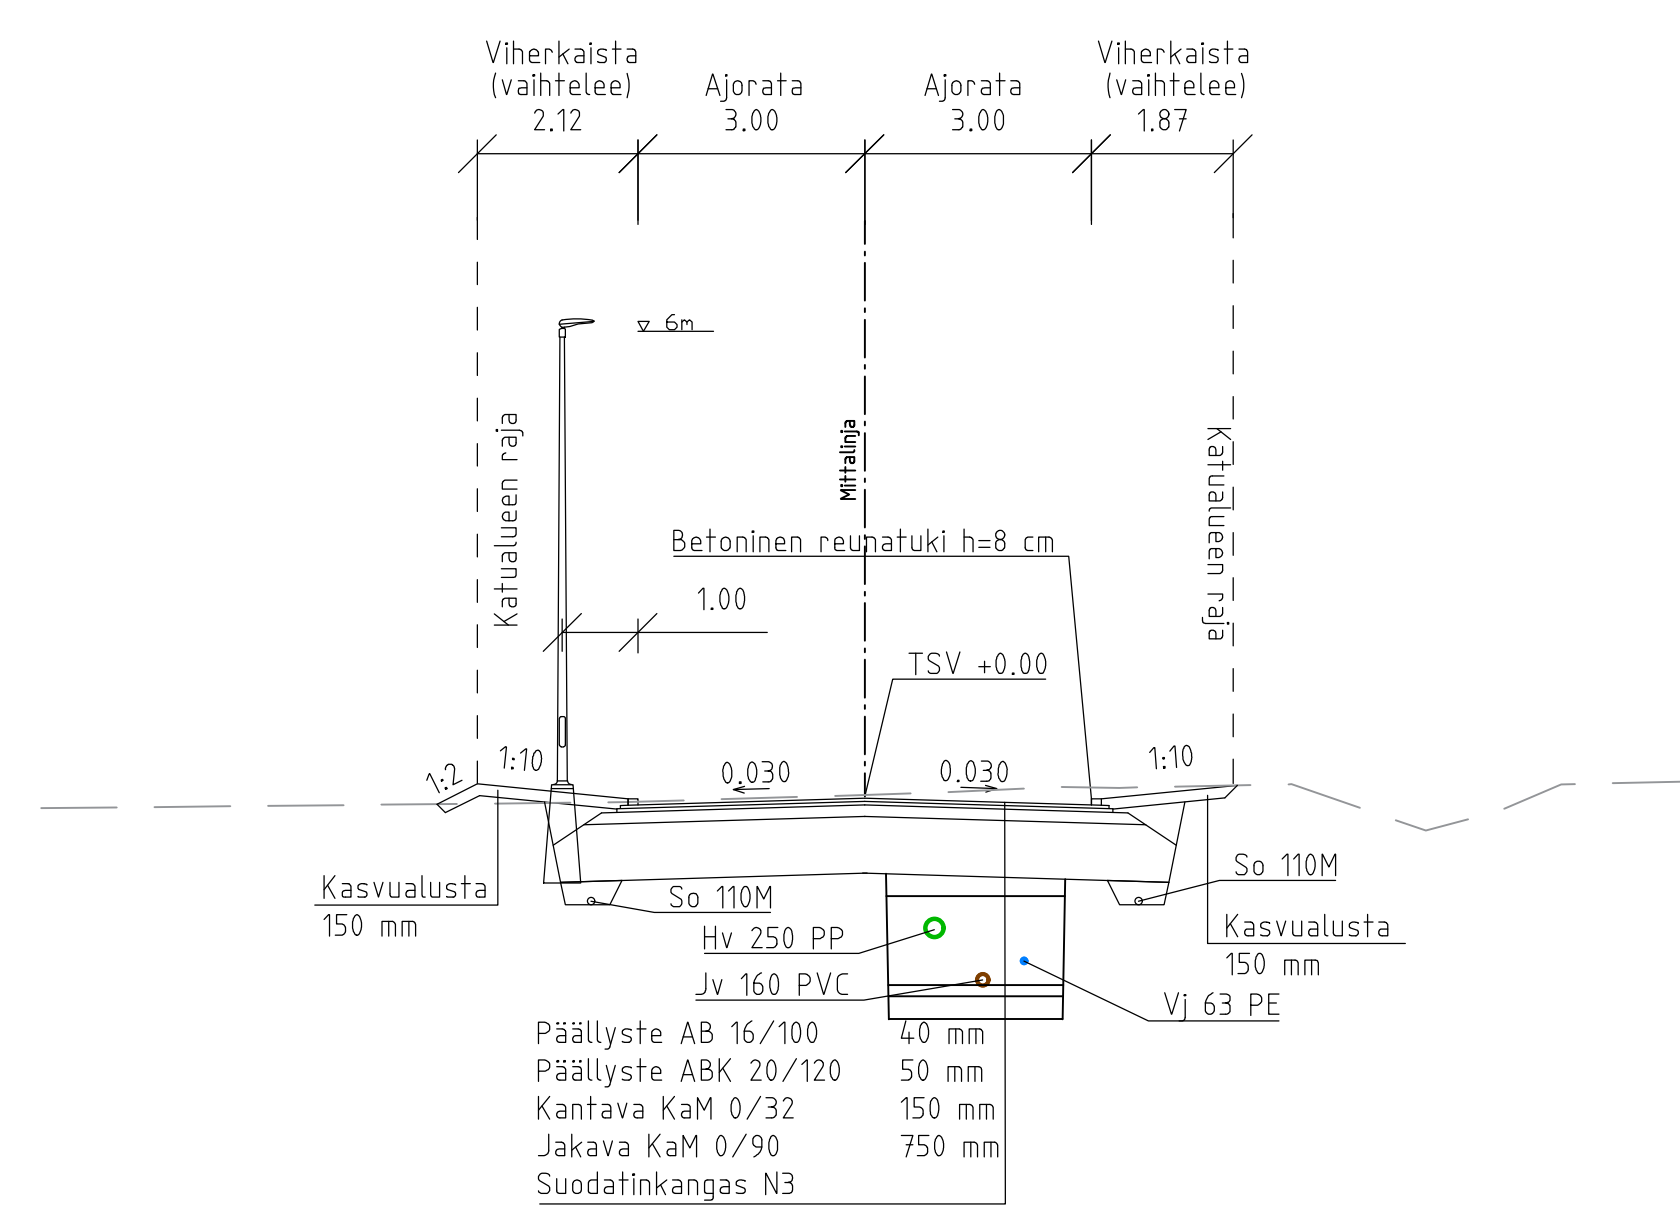 Viherkaista
(vaihtelee)
2.12
Ajorata
3.00
Ajorata
3.00
Viherkaista
(vaihtelee)
1.87
6m
Katualueen raja
Mittalinja
Katualueen raja
Betoninen reunatuki h=8 cm
1.00
TSV +0.00
1:2
1:10
0.030
0.030
1:10
Kasvualusta
150 mm
So 110M
So 110M
Hv 250 PP
Kasvualusta
150 mm
Jv 160 PVC
Vj 63 PE
Päällyste AB 16/100 40 mm
Päällyste ABK 20/120 50 mm
Kantava KaM 0/32 150 mm
Jakava KaM 0/90 750 mm
Suodatinkangas N3